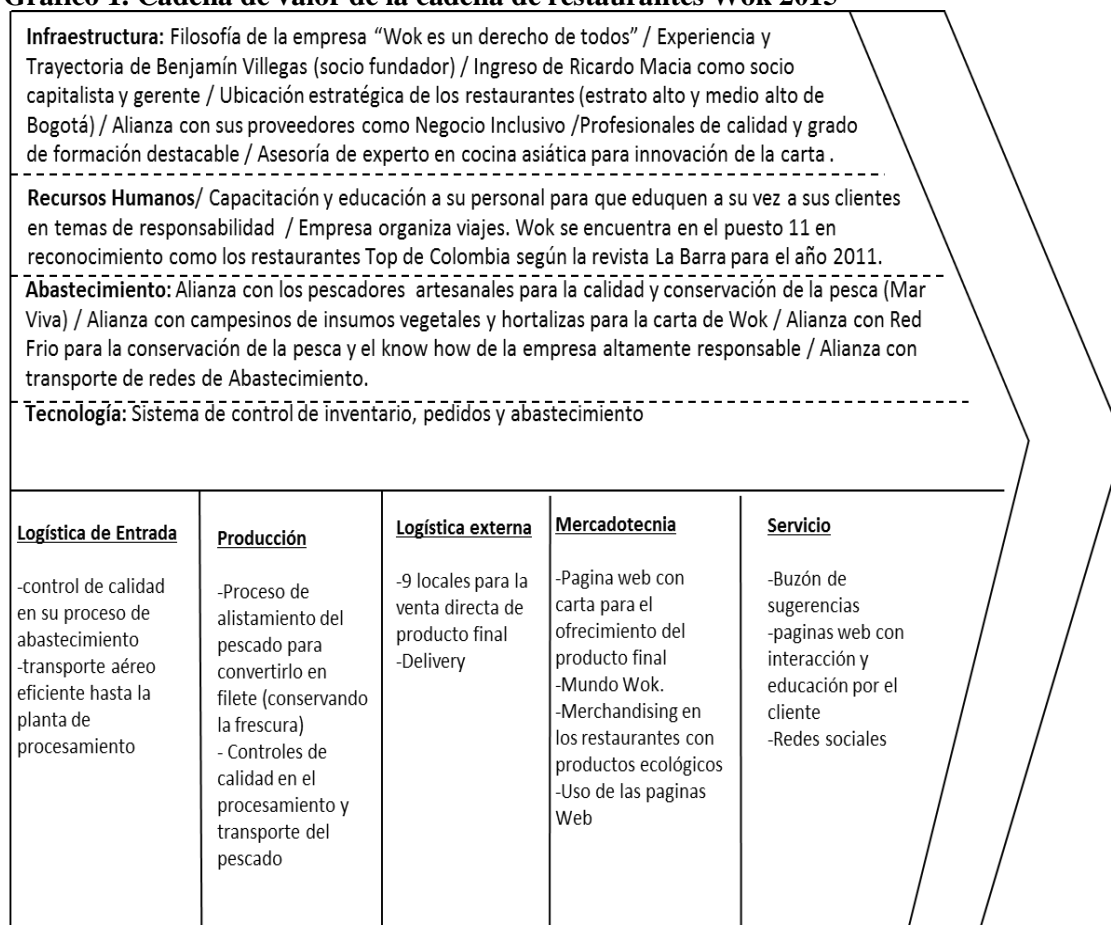 Gráfico 1. Cadena de valor de la cadena de restaurantes Wok 2015
Infraestructura: Filosofía de la empresa “Wok es un derecho de todos” / Experiencia y
Trayectoria de Benjamín Villegas (socio fundador) / Ingreso de Ricardo Macia como socio
capitalista y gerente / Ubicación estratégica de los restaurantes (estrato alto y medio alto de
Bogotá) / Alianza con sus proveedores como Negocio Inclusivo /Profesionales de calidad y grado
de formación destacable / Asesoría de experto en cocina asiática para innovación de la carta .
Recursos Humanos/ Capacitación y educación a su personal para que eduquen a su vez a sus clientes
en temas de responsabilidad / Empresa organiza viajes. Wok se encuentra en el puesto 11 en
reconocimiento como los restaurantes Top de Colombia según la revista La Barra para el año 2011.
Abastecimiento: Alianza con los pescadores artesanales para la calidad y conservación de la pesca (Mar
Viva) / Alianza con campesinos de insumos vegetales y hortalizas para la carta de Wok / Alianza con Red
Frio para la conservación de la pesca y el know how de la empresa altamente responsable / Alianza con
transporte de redes de Abastecimiento.
Tecnología: Sistema de control de inventario, pedidos y abastecimiento
Logística de Entrada
-control de calidad
en su proceso de
abastecimiento
-transporte aéreo
eficiente hasta la
planta de
procesamiento
Producción
-Proceso de
alistamiento del
pescado para
convertirlo en
filete (conservando
la frescura)
- Controles de
calidad en el
procesamiento y
transporte del
pescado
Logística externa
-9 locales para la
venta directa de
producto final
-Delivery
Mercadotecnia
-Pagina web con
carta para el
ofrecimiento del
producto final
-Mundo Wok.
-Merchandising en
los restaurantes con
productos ecológicos
-Uso de las paginas
Web
Servicio
-Buzón de
sugerencias
-paginas web con
interacción y
educación por el
cliente
-Redes sociales